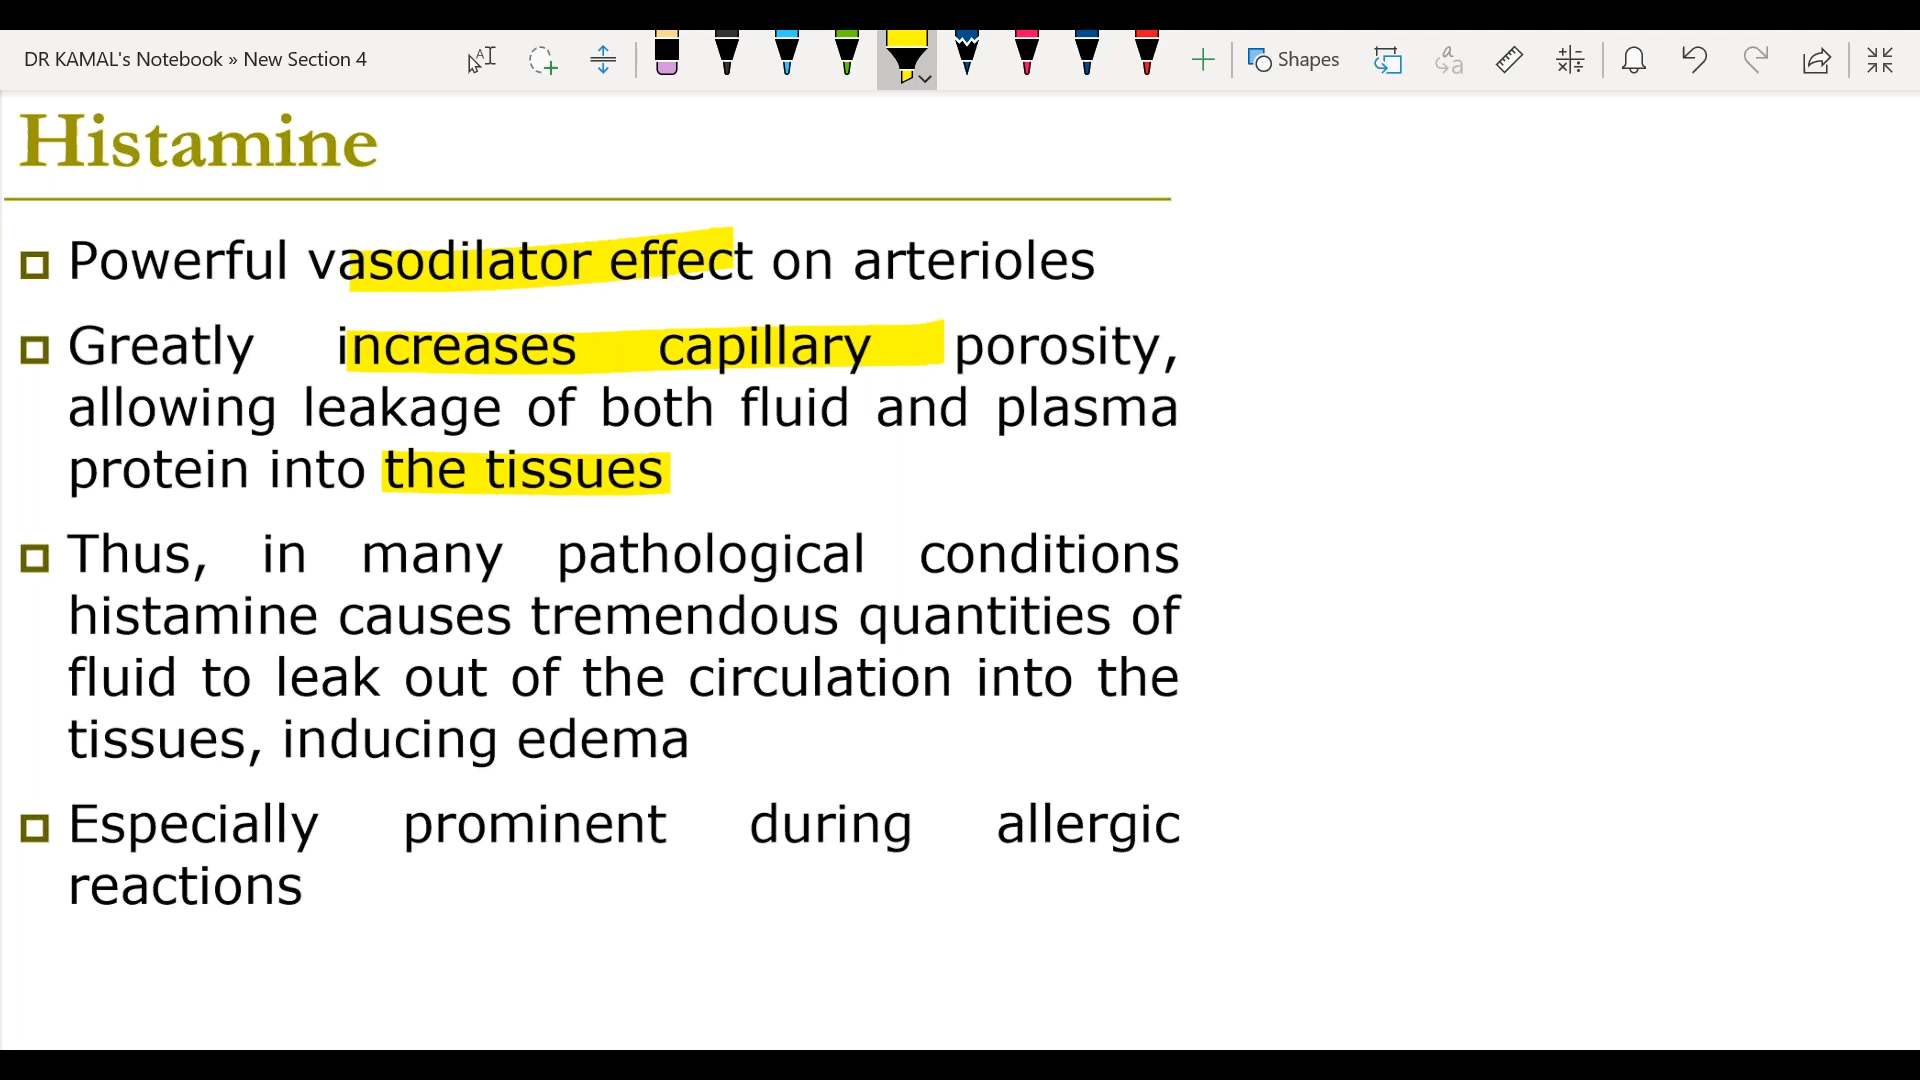 DR KAMAL's Notebook » New Section 4
Shapes
Histamine
Powerful vasodilator effect on arterioles
Greatly increases capillary porosity,
allowing leakage of both fluid and plasma
protein into the tissues
Thus, in many pathological conditions
histamine causes tremendous quantities of
fluid to leak out of the circulation into the
tissues, inducing edema
Especially prominent during allergic
reactions